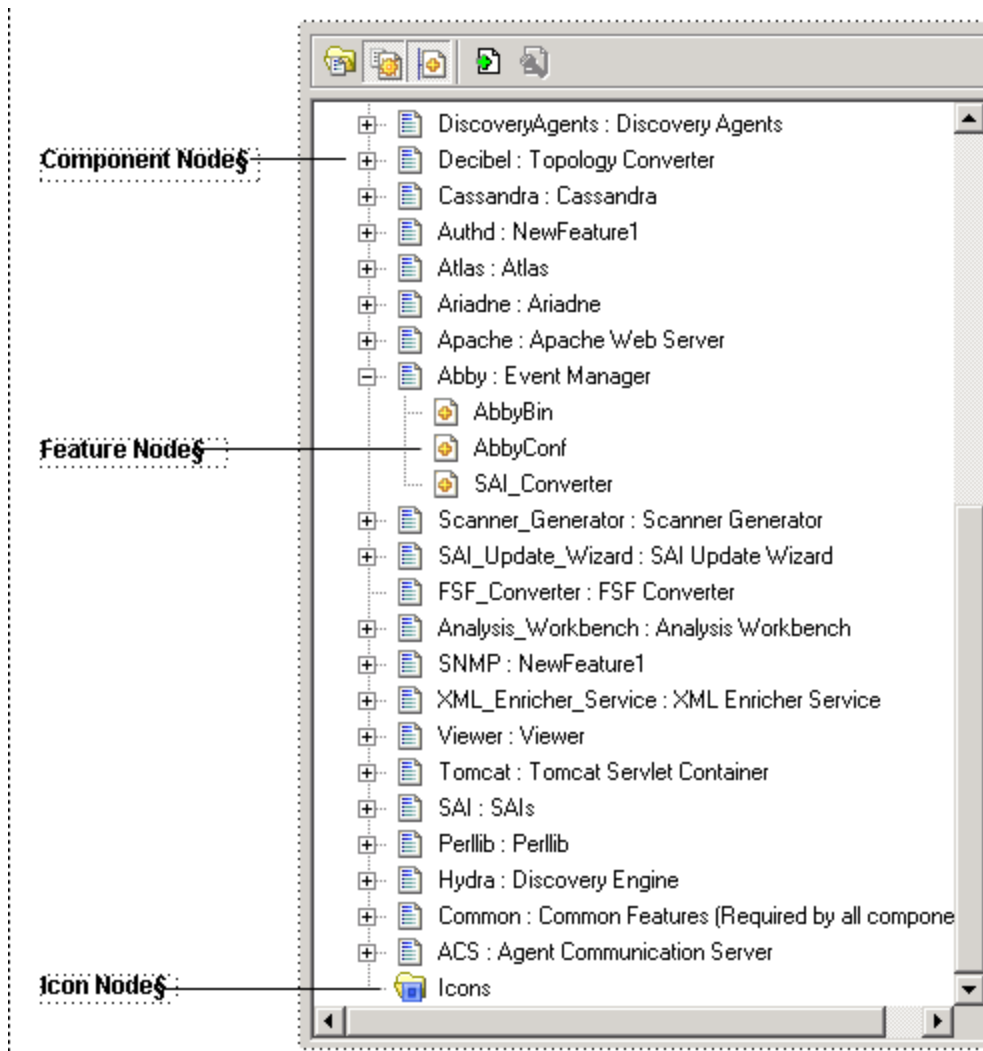 DiscoveryAgents : Discovery Agents
Component Node§
Decibel : Topology Converter
Cassandra : Cassandra
Authd : NewFeature1
Atlas : Atlas
Ariadne : Ariadne
Apache : Apache Web Server
Abby : Event Manager
AbbyBin
Feature Node§
AbbyConf
SAI_Converter
Scanner_Generator : Scanner Generator
SAI_Update_Wizard : SAI Update Wizard
FSF_Converter : FSF Converter
Analysis_Workbench : Analysis Workbench
SNMP : NewFeature1
XML_Enricher_Service : XML Enricher Service
Viewer : Viewer
Tomcat : Tomcat Servlet Container
SAI : SAIs
Perllib : Perllib
Hydra : Discovery Engine
Common : Common Features (Required by all compone
ACS : Agent Communication Server
Icon Node§
Icons